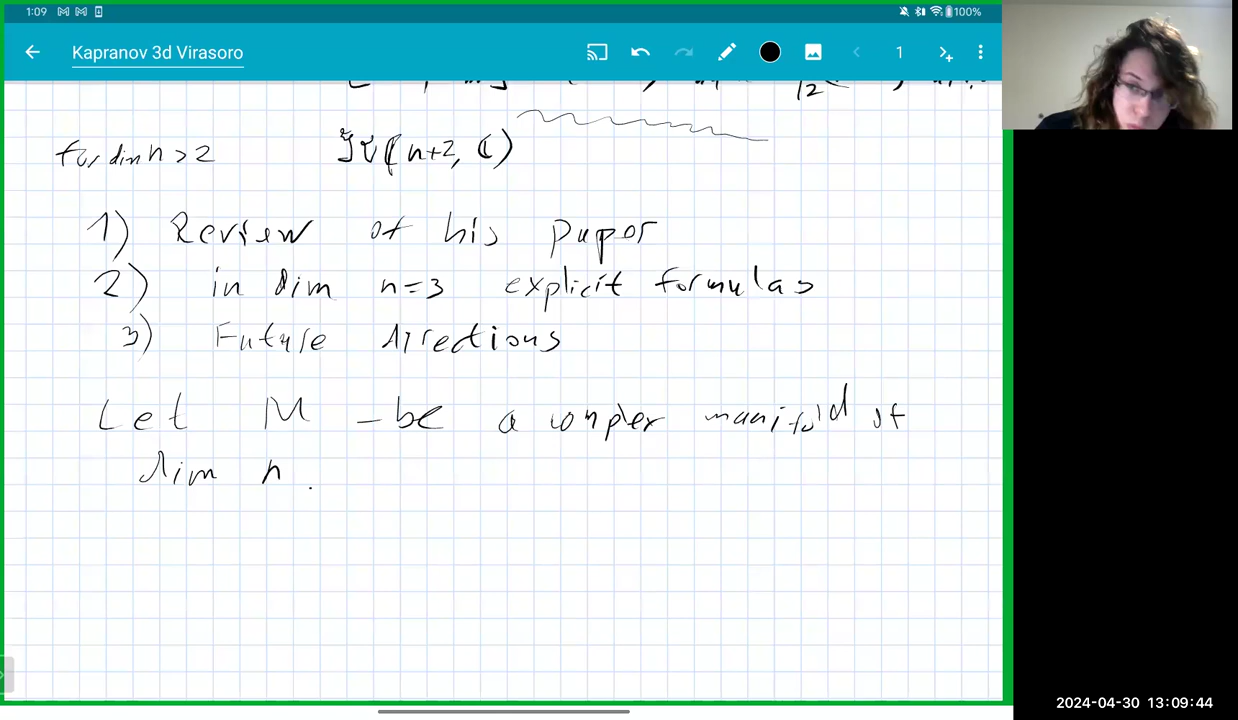 1:09
100%
Kapranov 3d Virasoro
1
for dim n > 2 (n+2, C)
1) Review of his paper
2) in dim n=3 explicit formulas
3) Future directions
Let M - be a complex manifold of
dim n.
2024-04-30 13:09:44